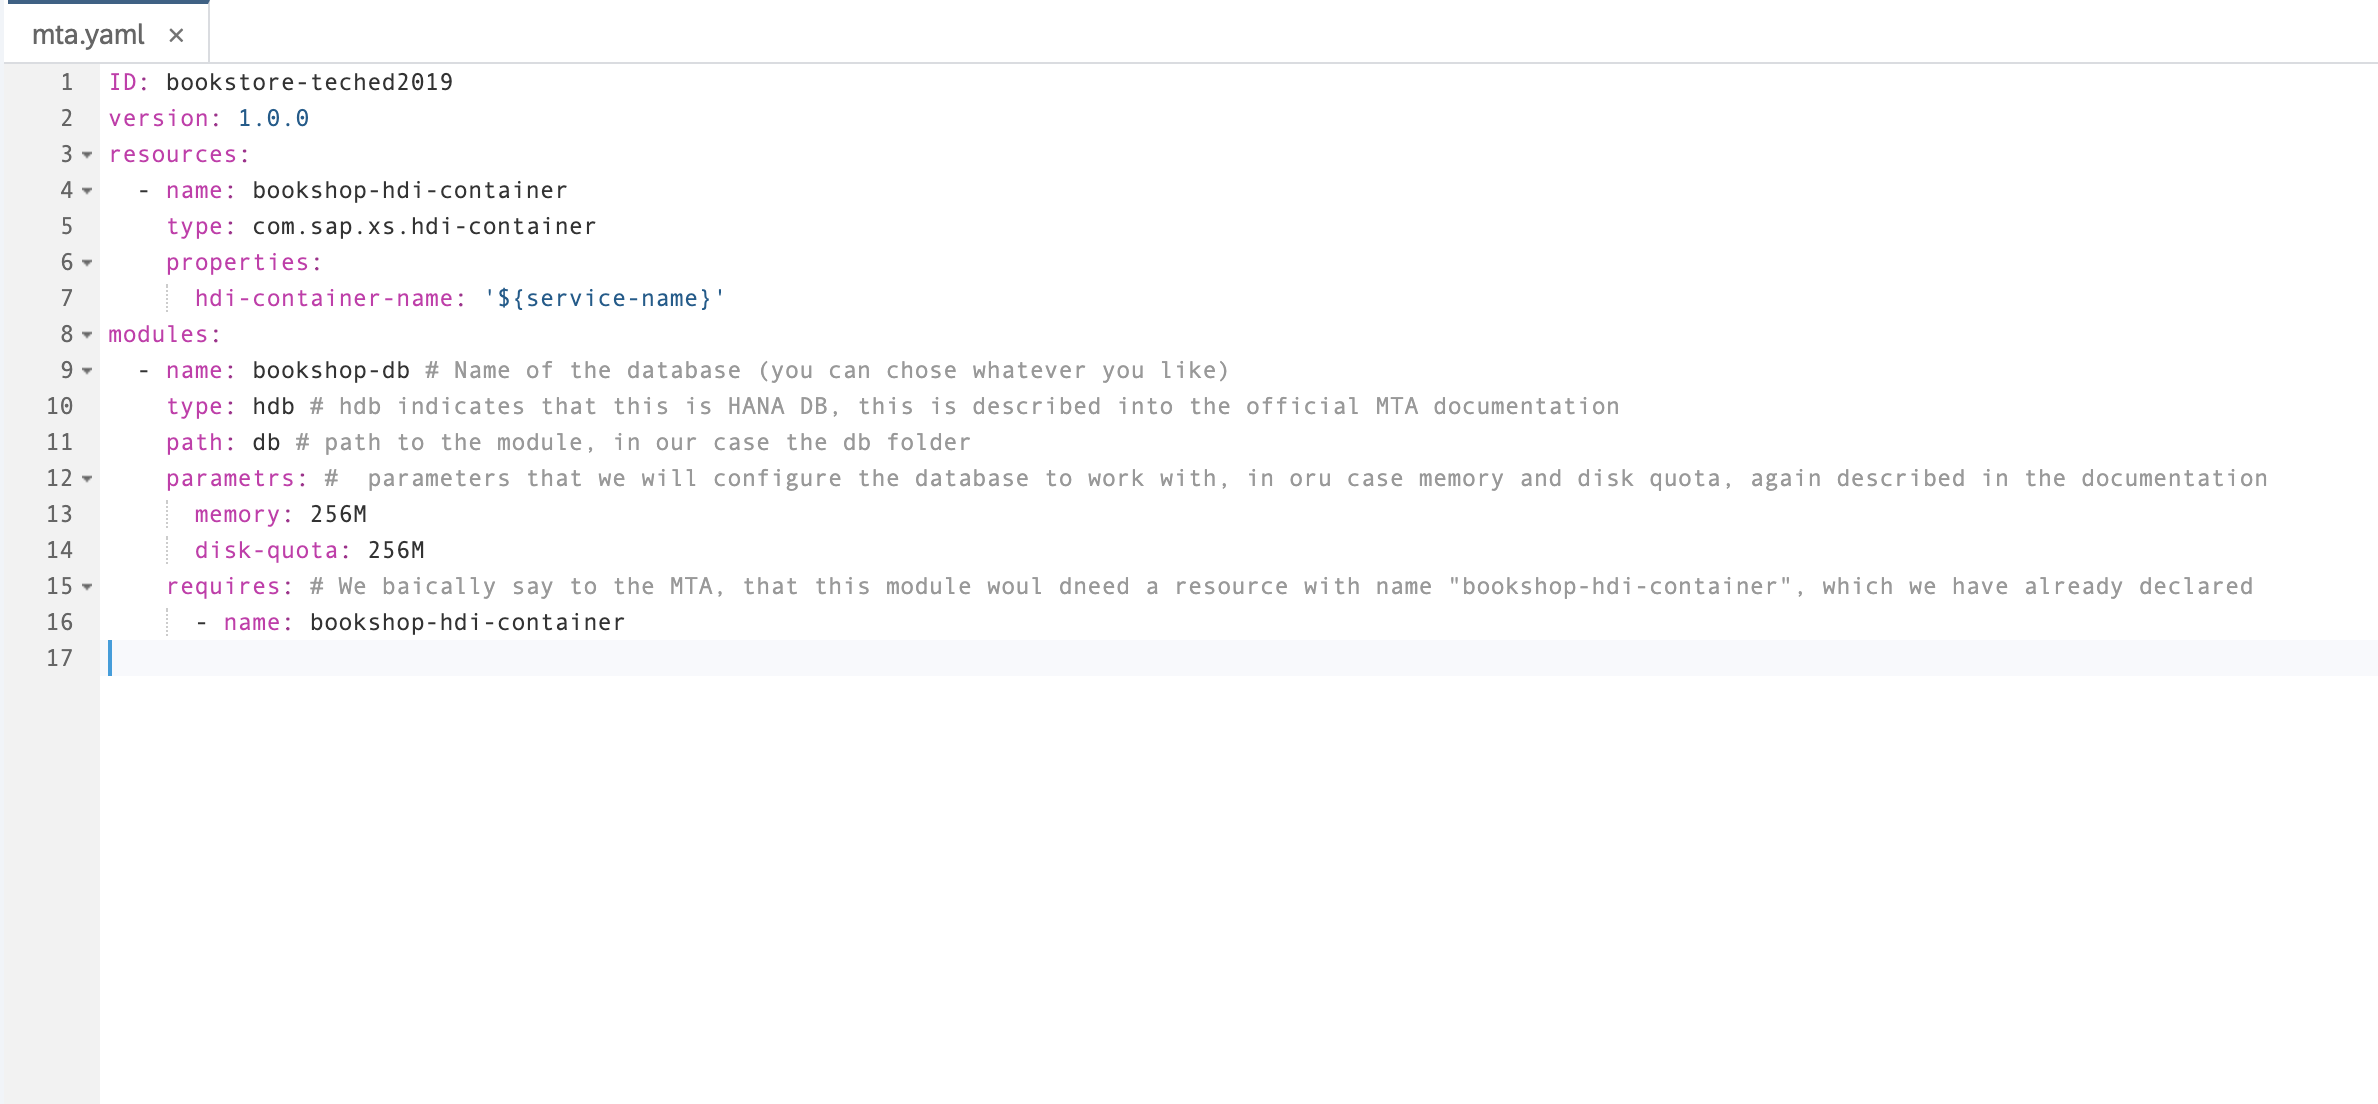 mta.yaml ×
1 ID: bookstore-teched2019
2 version: 1.0.0
3 resources:
4   - name: bookshop-hdi-container
5     type: com.sap.xs.hdi-container
6     properties:
7       hdi-container-name: '${service-name}'
8 modules:
9   - name: bookshop-db # Name of the database (you can chose whatever you like)
10     type: hdb # hdb indicates that this is HANA DB, this is described into the official MTA documentation
11     path: db # path to the module, in our case the db folder
12     parametrs: #  parameters that we will configure the database to work with, in oru case memory and disk quota, again described in the documentation
13       memory: 256M
14       disk-quota: 256M
15     requires: # We baically say to the MTA, that this module woul dneed a resource with name "bookshop-hdi-container", which we have already declared
16       - name: bookshop-hdi-container
17